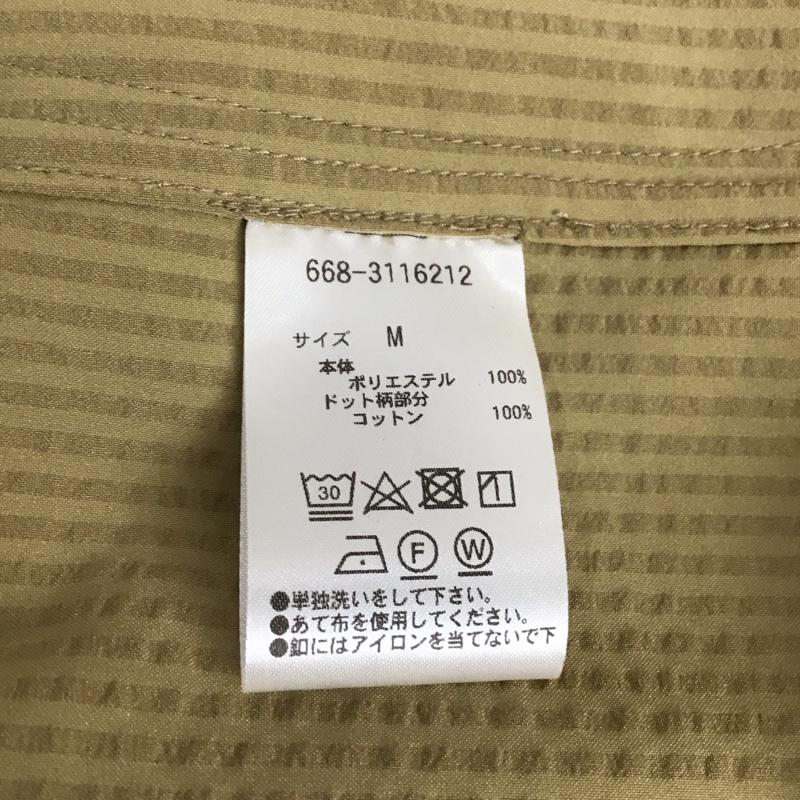 668-3116212
サイズ M
本体
ポリエステル 100%
ドット柄部分
コットン 100%
30
F W
●単独洗いをして下さい。
●あて布を使用してください。
●釦にはアイロンを当てないで下